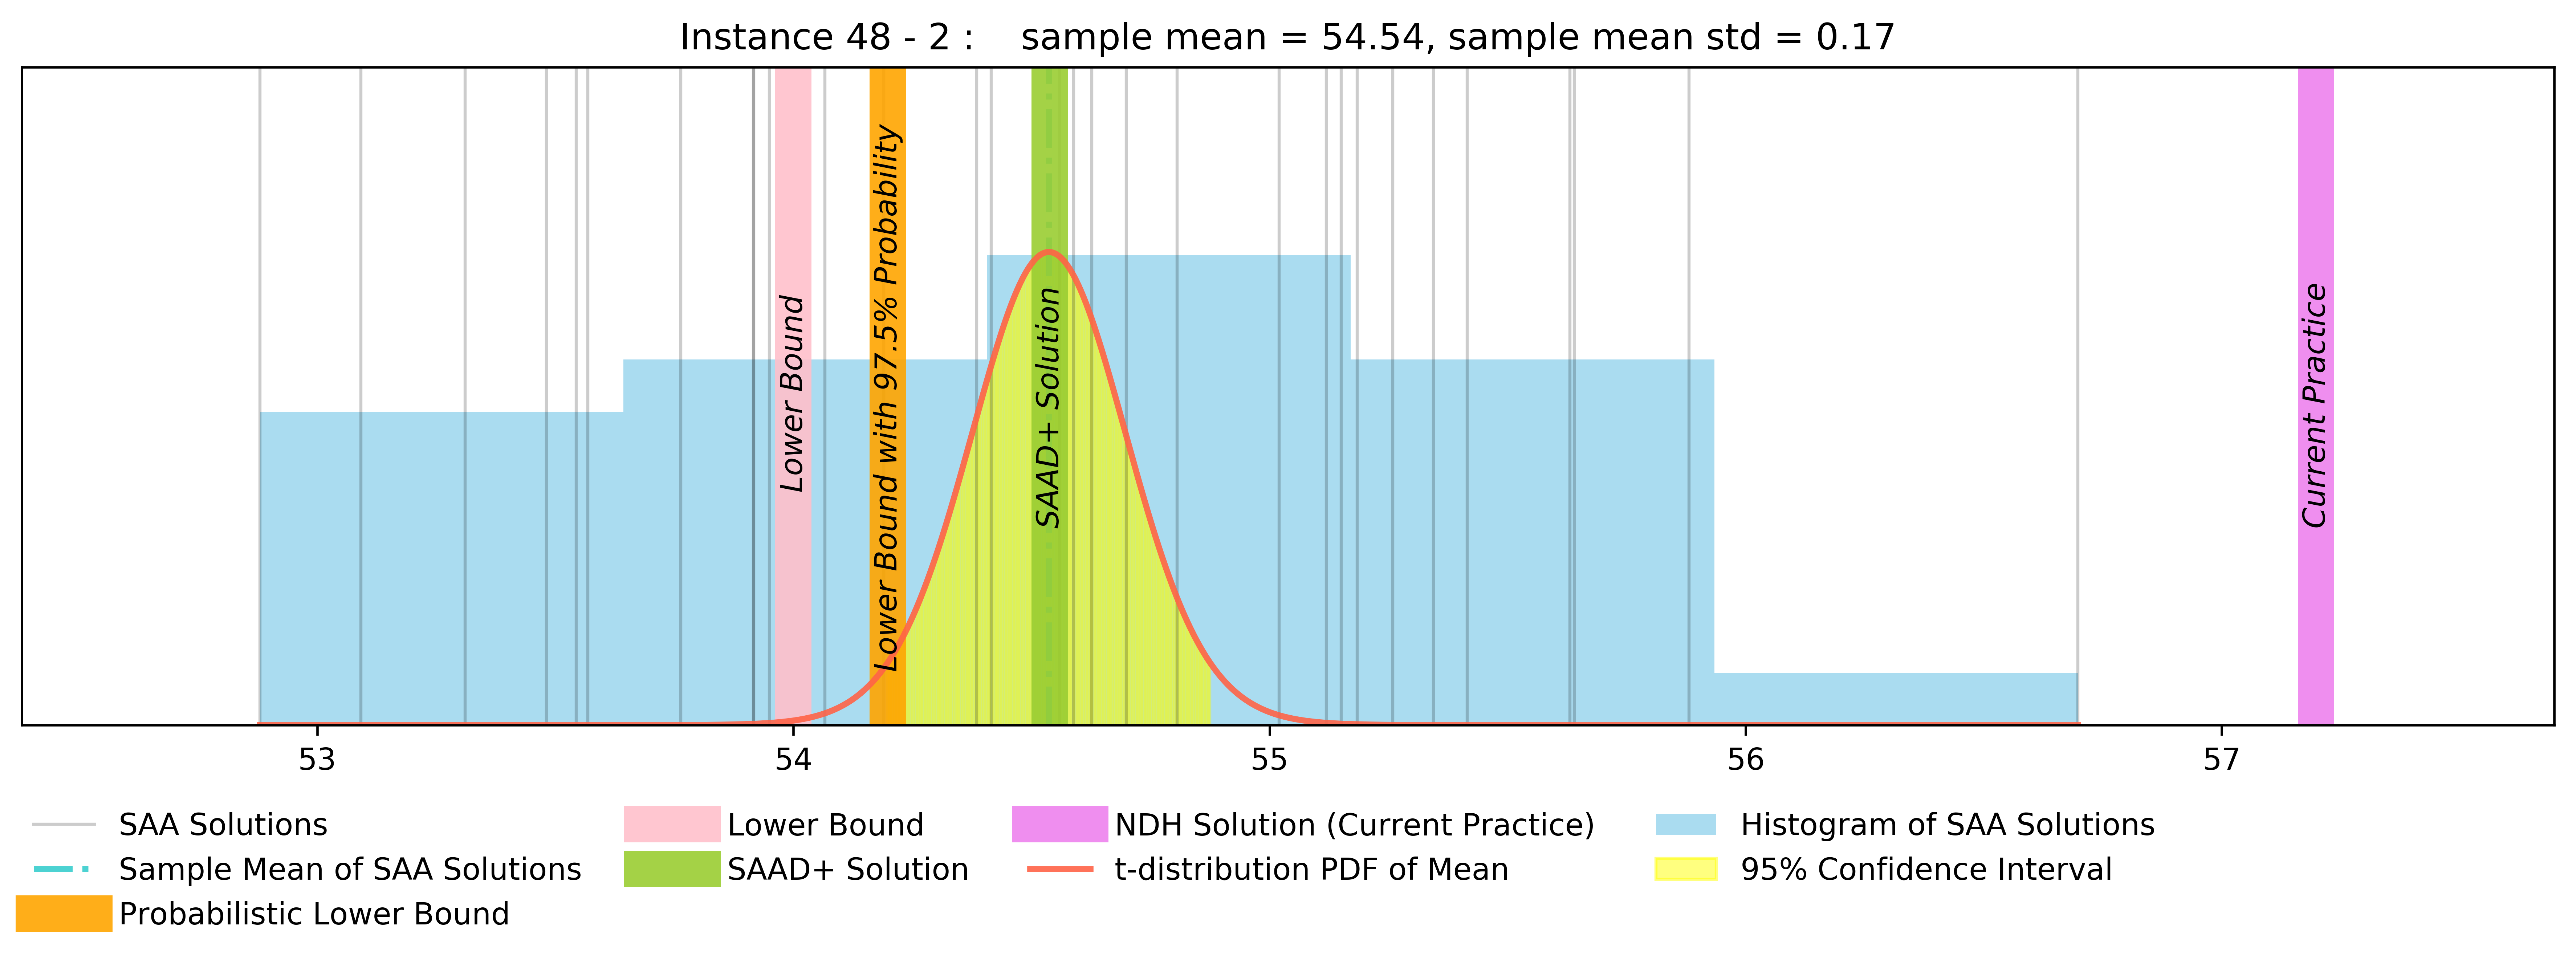 Instance 48 - 2 :    sample mean = 54.54, sample mean std = 0.17
Lower Bound
Lower Bound with 97.5% Probability
SAAD+ Solution
Current Practice
53 54 55 56 57
SAA Solutions
Sample Mean of SAA Solutions
Probabilistic Lower Bound
Lower Bound
SAAD+ Solution
NDH Solution (Current Practice)
t-distribution PDF of Mean
Histogram of SAA Solutions
95% Confidence Interval